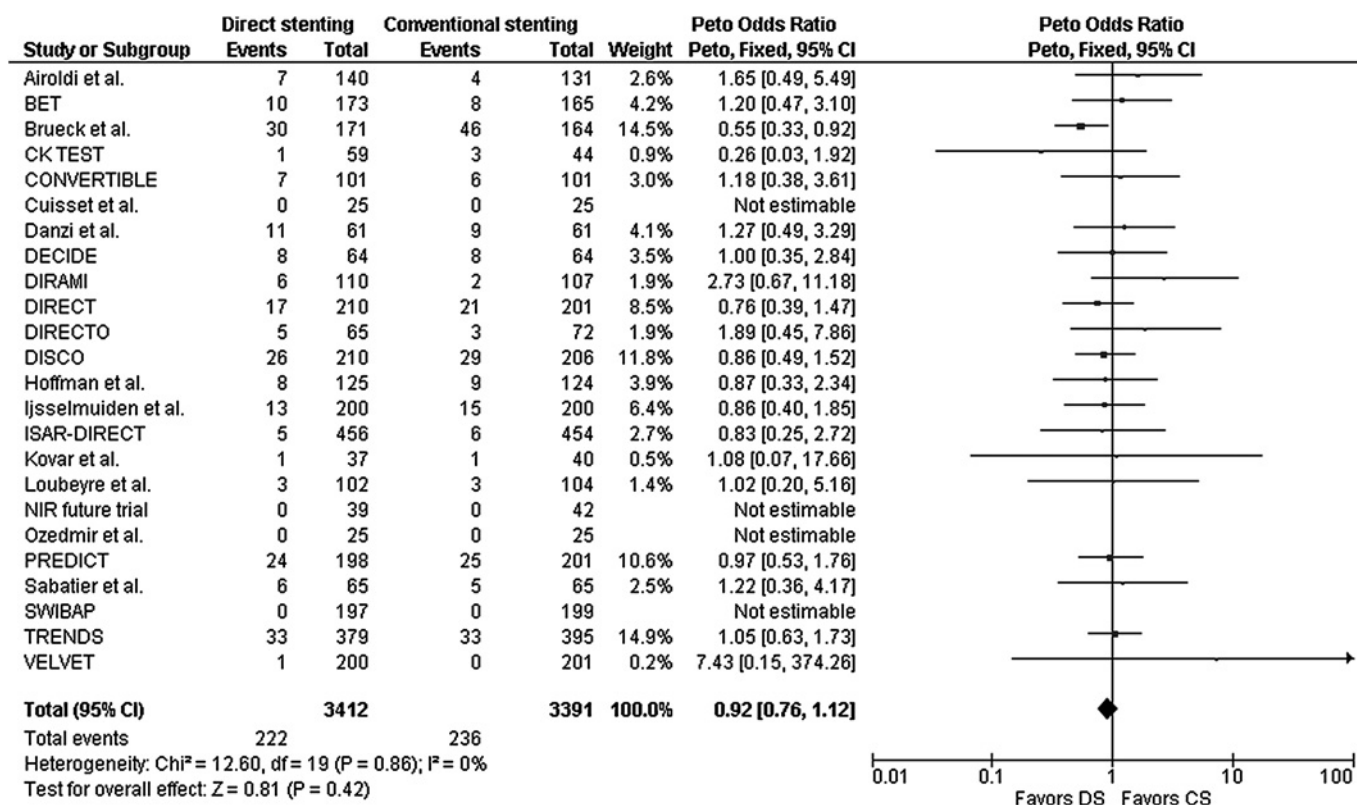 Direct stenting Conventional stenting Peto Odds Ratio Peto Odds Ratio
Study or Subgroup Events Total Events Total Weight Peto, Fixed, 95% CI Peto, Fixed, 95% CI
Airoldi et al. 7 140 4 131 2.6% 1.65 [0.49, 5.49]
BET 10 173 8 165 4.2% 1.20 [0.47, 3.10]
Brueck et al. 30 171 46 164 14.5% 0.55 [0.33, 0.92]
CK TEST 1 59 3 44 0.9% 0.26 [0.03, 1.92]
CONVERTIBLE 7 101 6 101 3.0% 1.18 [0.38, 3.61]
Cuisset et al. 0 25 0 25 Not estimable
Danzi et al. 11 61 9 61 4.1% 1.27 [0.49, 3.29]
DECIDE 8 64 8 64 3.5% 1.00 [0.35, 2.84]
DIRAMI 6 110 2 107 1.9% 2.73 [0.67, 11.18]
DIRECT 17 210 21 201 8.5% 0.76 [0.39, 1.47]
DIRECTO 5 65 3 72 1.9% 1.89 [0.45, 7.86]
DISCO 26 210 29 206 11.8% 0.86 [0.49, 1.52]
Hoffman et al. 8 125 9 124 3.9% 0.87 [0.33, 2.34]
Ijsselmuiden et al. 13 200 15 200 6.4% 0.86 [0.40, 1.85]
ISAR-DIRECT 5 456 6 454 2.7% 0.83 [0.25, 2.72]
Kovar et al. 1 37 1 40 0.5% 1.08 [0.07, 17.66]
Loubeyre et al. 3 102 3 104 1.4% 1.02 [0.20, 5.16]
NIR future trial 0 39 0 42 Not estimable
Ozedmir et al. 0 25 0 25 Not estimable
PREDICT 24 198 25 201 10.6% 0.97 [0.53, 1.76]
Sabatier et al. 6 65 5 65 2.5% 1.22 [0.36, 4.17]
SWIBAP 0 197 0 199 Not estimable
TRENDS 33 379 33 395 14.9% 1.05 [0.63, 1.73]
VELVET 1 200 0 201 0.2% 7.43 [0.15, 374.26]
Total (95% CI) 3412 3391 100.0% 0.92 [0.76, 1.12]
Total events 222 236
Heterogeneity: Chi² = 12.60, df = 19 (P = 0.86); I² = 0%
Test for overall effect: Z = 0.81 (P = 0.42)
0.01 0.1 1 10 100
Favors DS Favors CS